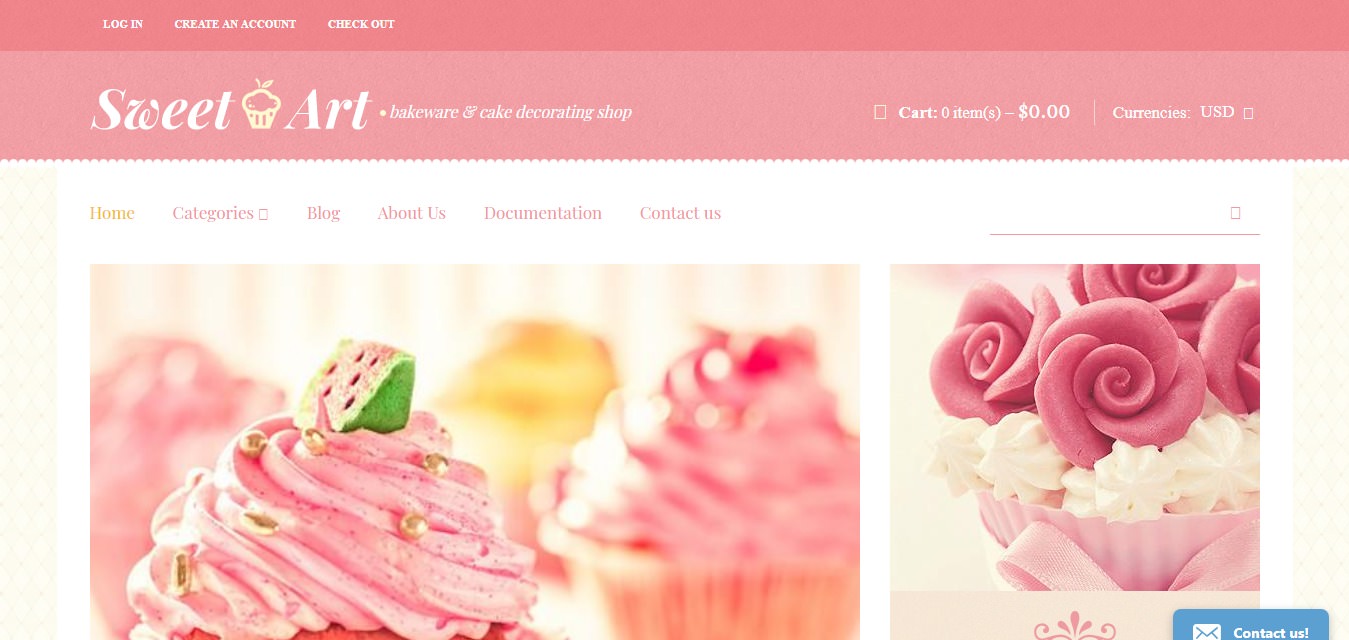 LOG IN CREATE AN ACCOUNT CHECK OUT
Sweet Art • bakeware & cake decorating shop
Cart: 0 item(s) – $0.00 Currencies: USD
Home Categories Blog About Us Documentation Contact us
Contact us!